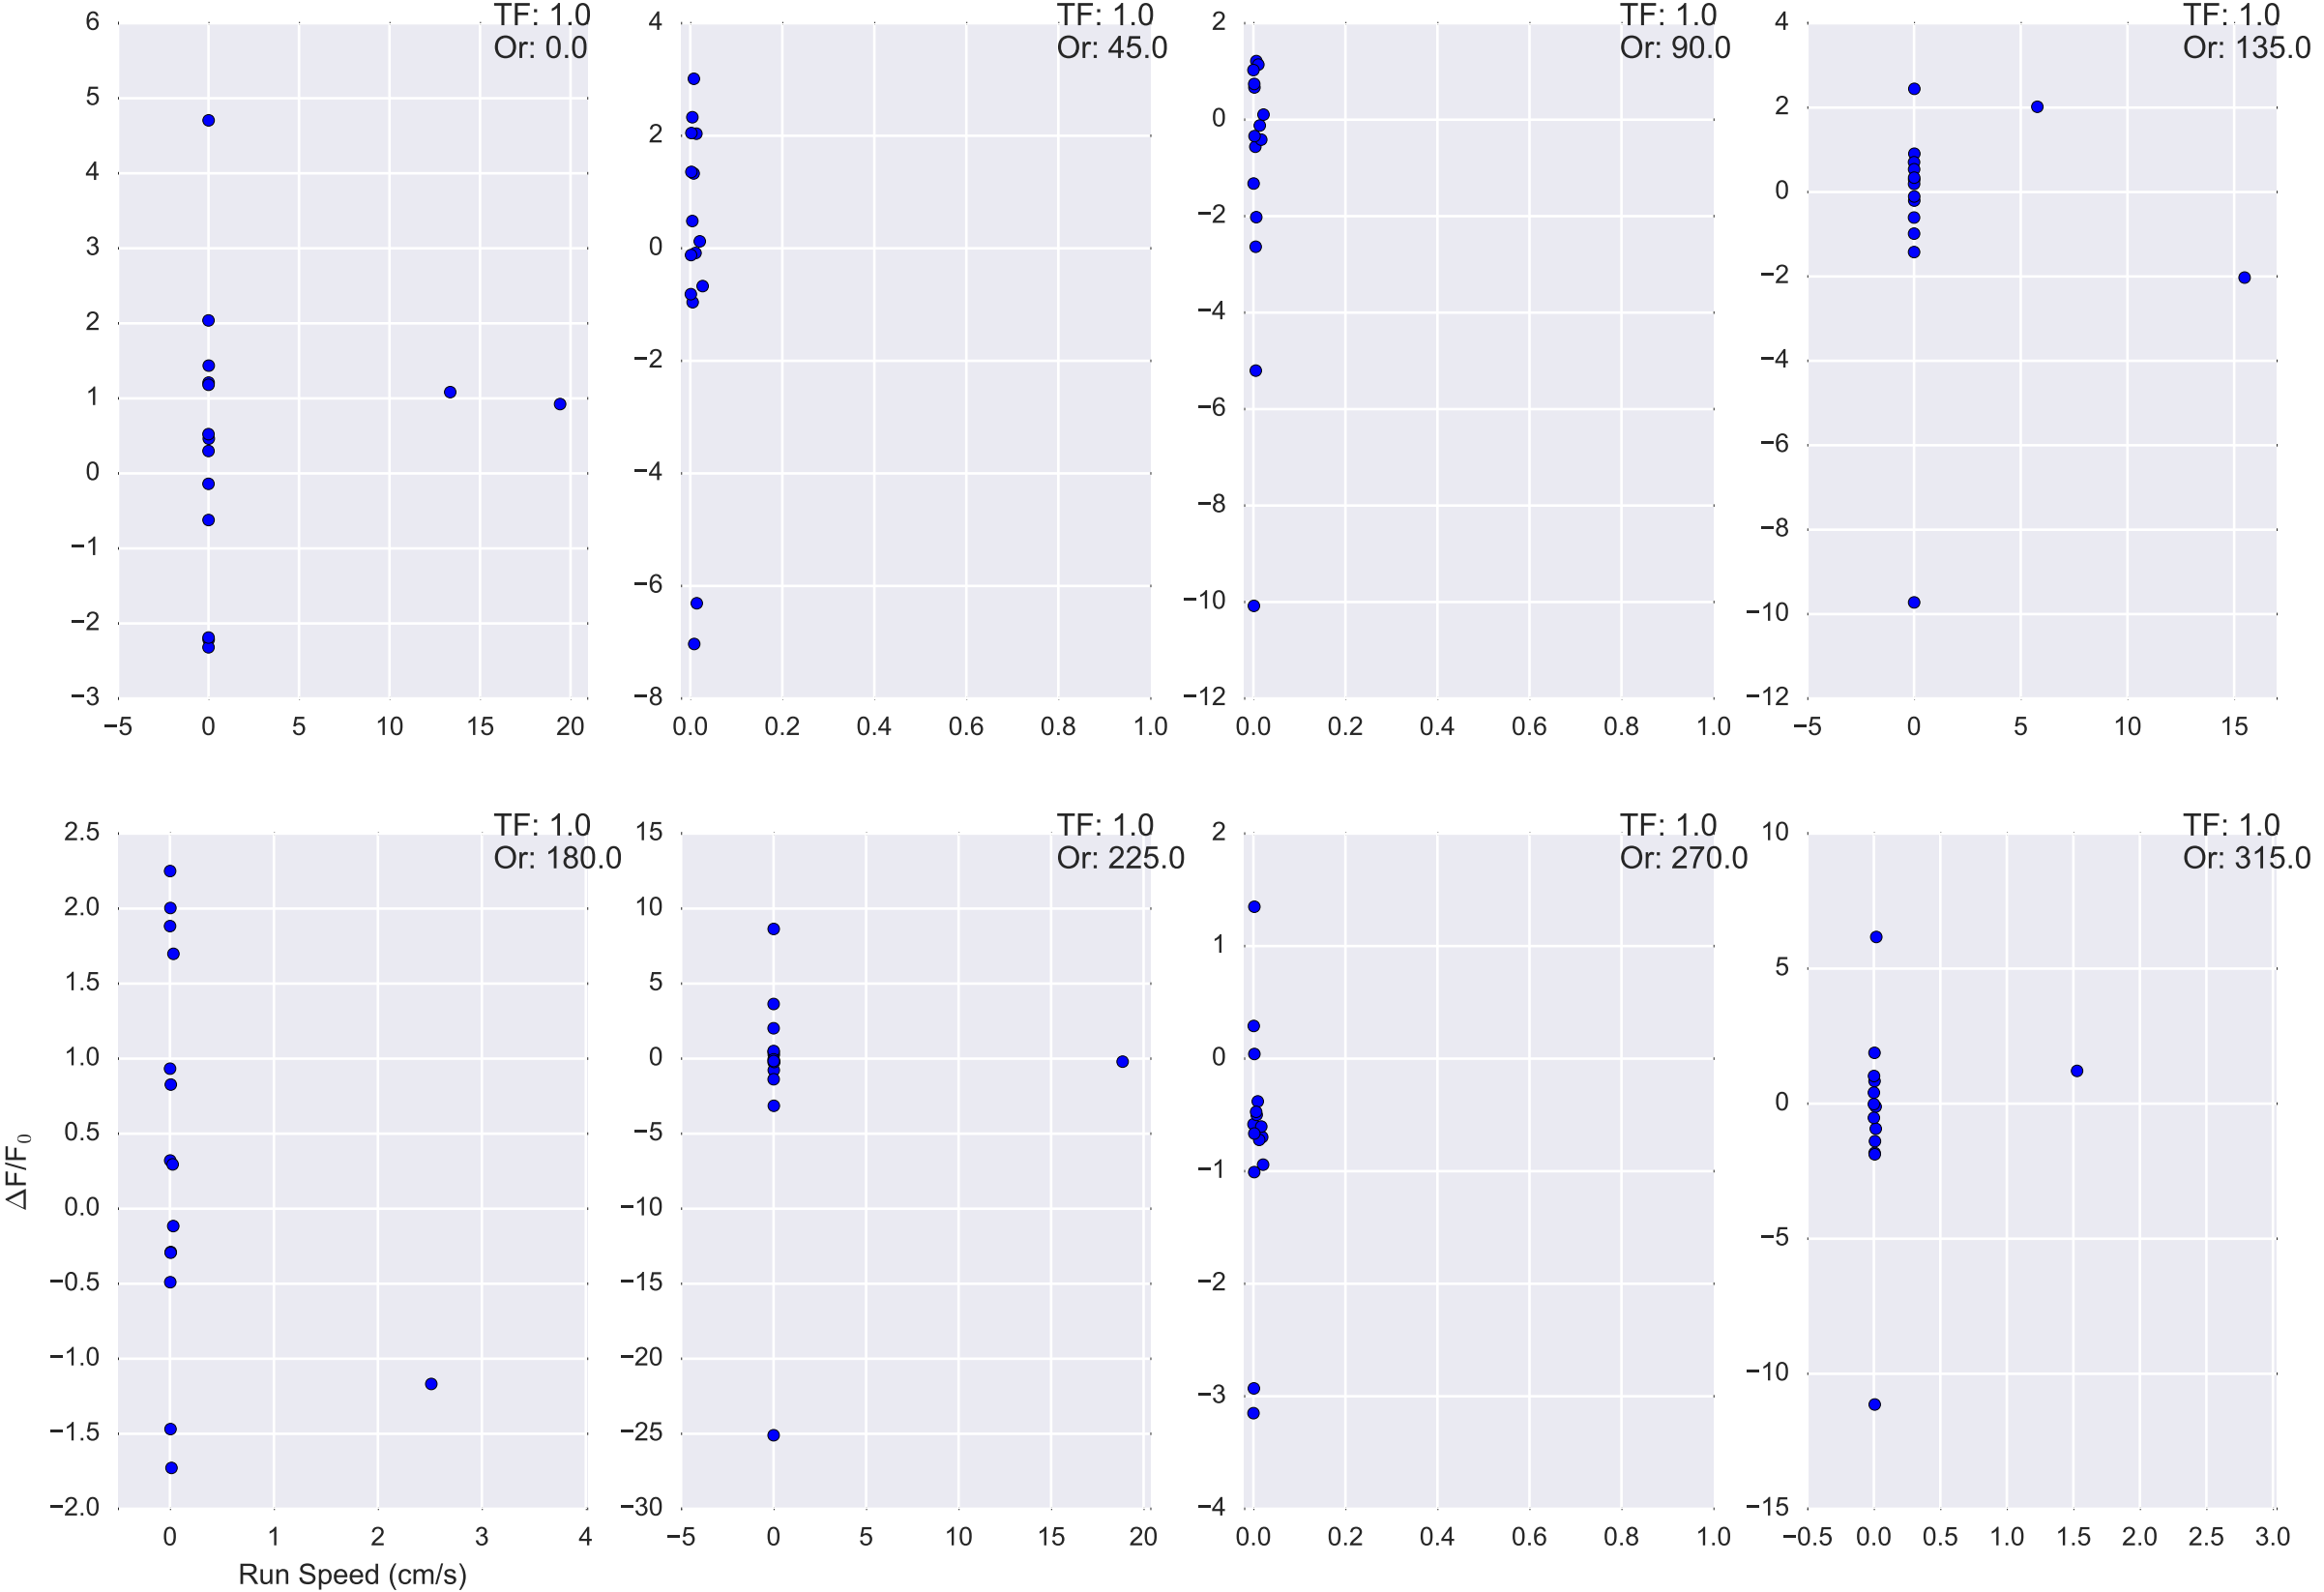 TF: 1.0
Or: 0.0
6
5
4
3
2
1
0
−1
−2
−3
−5 0 5 10 15 20
TF: 1.0
Or: 45.0
4
2
0
−2
−4
−6
−8
0.0 0.2 0.4 0.6 0.8 1.0
TF: 1.0
Or: 90.0
2
0
−2
−4
−6
−8
−10
−12
0.0 0.2 0.4 0.6 0.8 1.0
TF: 1.0
Or: 135.0
4
2
0
−2
−4
−6
−8
−10
−12
−5 0 5 10 15
TF: 1.0
Or: 180.0
2.5
2.0
1.5
1.0
0.5
0.0
−0.5
−1.0
−1.5
−2.0
0 1 2 3 4
ΔF/F0
Run Speed (cm/s)
TF: 1.0
Or: 225.0
15
10
5
0
−5
−10
−15
−20
−25
−30
−5 0 5 10 15 20
TF: 1.0
Or: 270.0
2
1
0
−1
−2
−3
−4
0.0 0.2 0.4 0.6 0.8 1.0
TF: 1.0
Or: 315.0
10
5
0
−5
−10
−15
−0.5 0.0 0.5 1.0 1.5 2.0 2.5 3.0